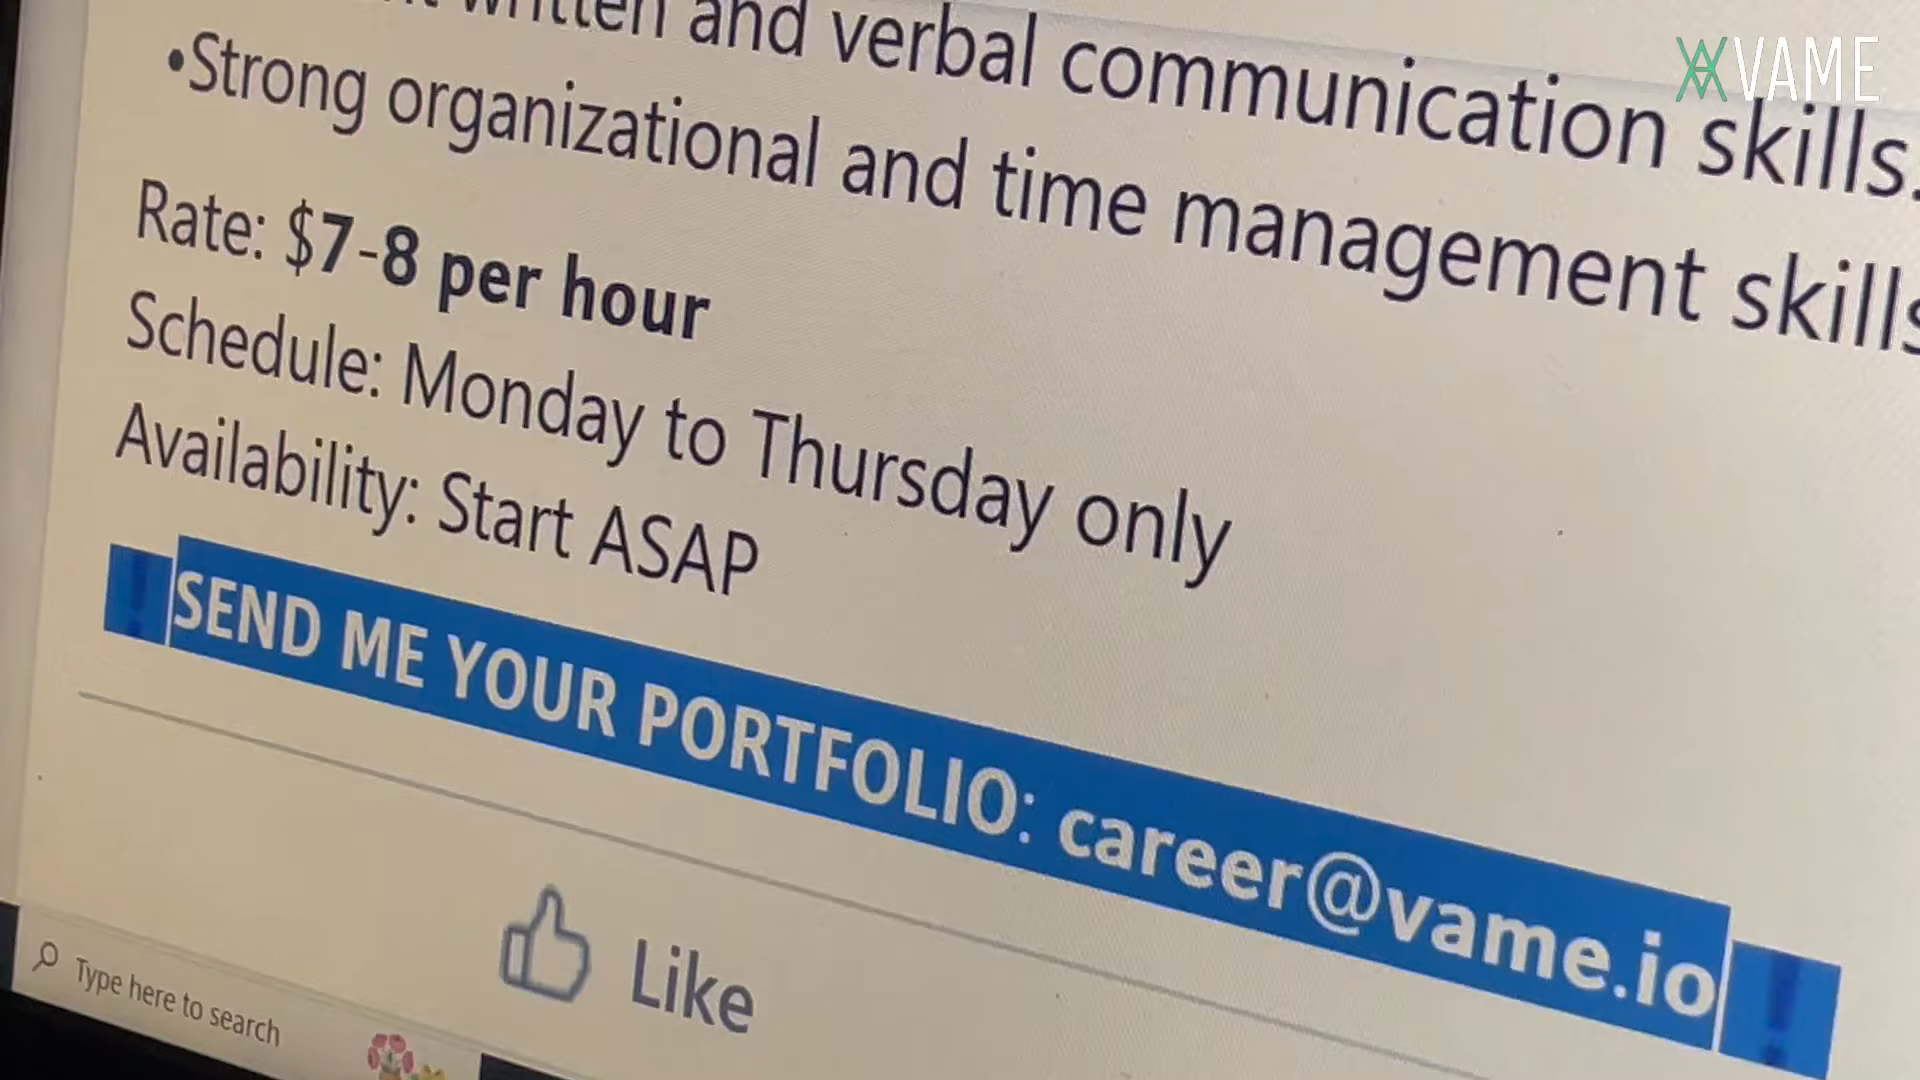 VAME
written and verbal communication skills.
•Strong organizational and time management skills
Rate: $7-8 per hour
Schedule: Monday to Thursday only
Availability: Start ASAP
❗SEND ME YOUR PORTFOLIO: career@vame.io❗
Like
Type here to search